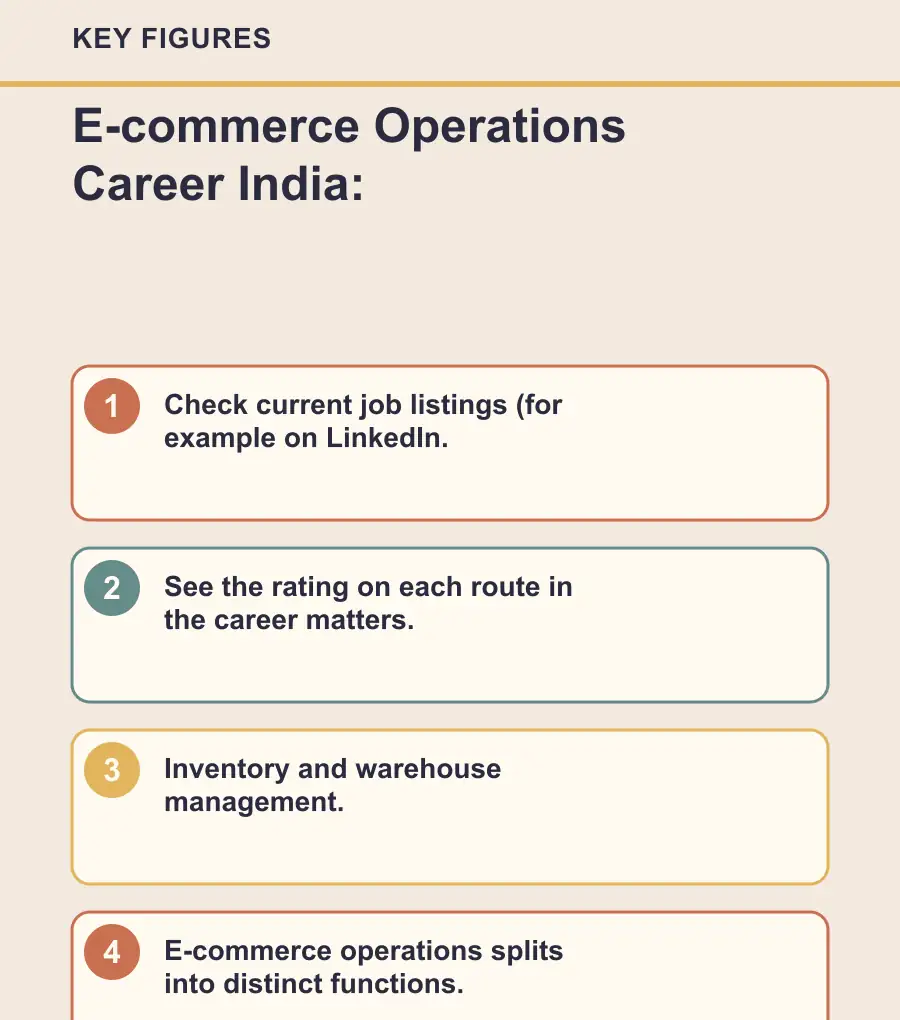 KEY FIGURES
E-commerce Operations
Career India:
1
Check current job listings (for
example on LinkedIn.
2
See the rating on each route in
the career matters.
3
Inventory and warehouse
management.
4
E-commerce operations splits
into distinct functions.